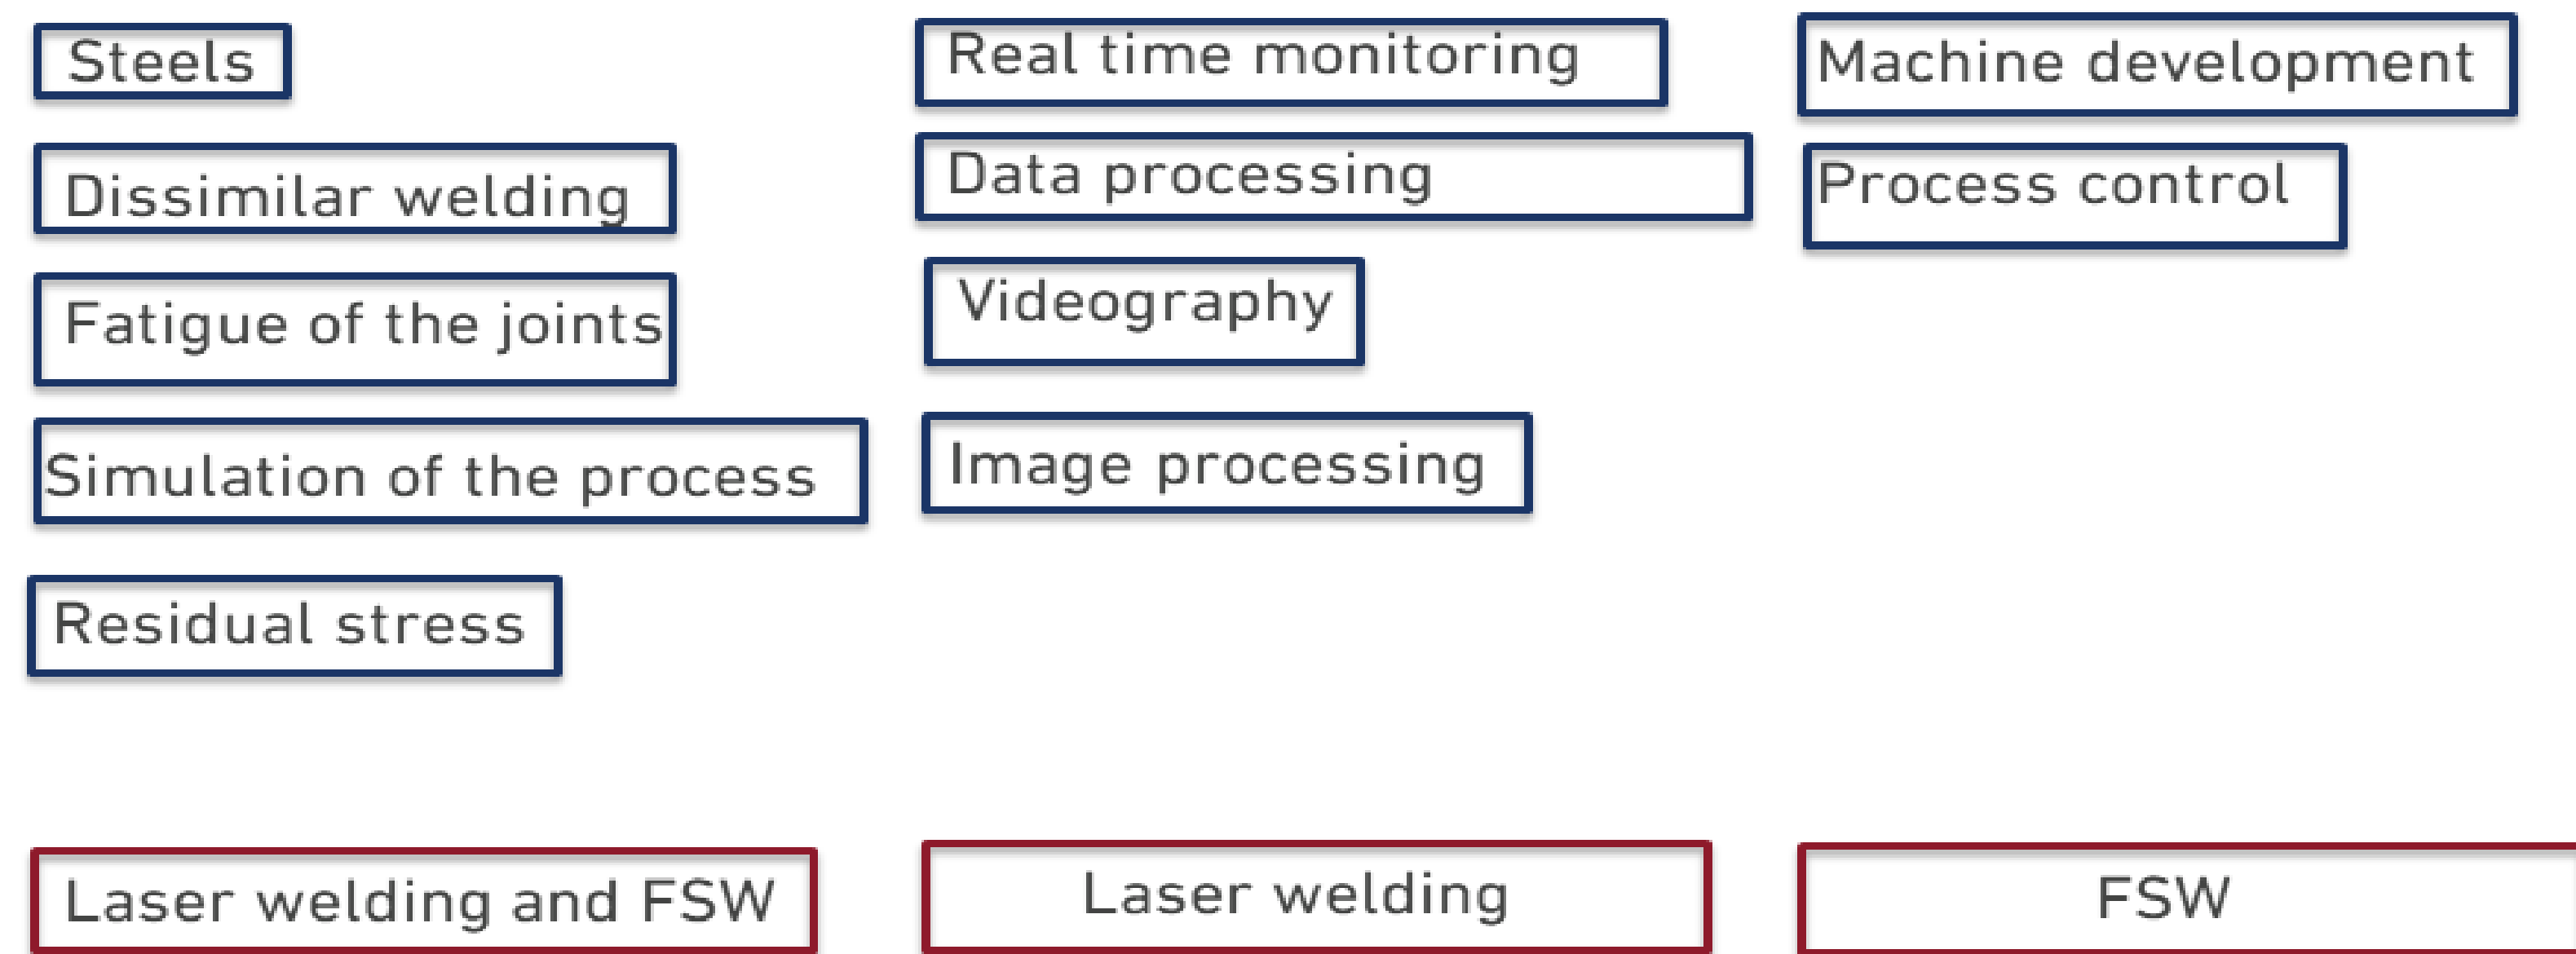 Steels
Dissimilar welding
Fatigue of the joints
Simulation of the process
Residual stress
Laser welding and FSW
Real time monitoring
Data processing
Videography
Image processing
Laser welding
Machine development
Process control
FSW